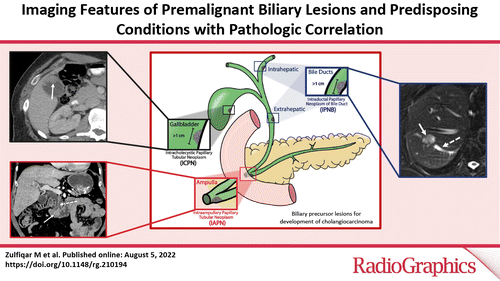 Imaging Features of Premalignant Biliary Lesions and Predisposing
Conditions with Pathologic Correlation
Intrahepatic
Bile Ducts
>1 cm
Intraductal Papillary
Neoplasm of Bile Duct
(IPNB)
Extrahepatic
Gallbladder
>1 cm
Intracholecystic Papillary
Tubular Neoplasm
(ICPN)
Ampulla
Intraampullary Papillary
Tubular Neoplasm
(IAPN)
Biliary precursor lesions for
development of cholangiocarcinoma
Zulfiqar M et al. Published online: August 5, 2022
https://doi.org/10.1148/rg.210194
RadioGraphics